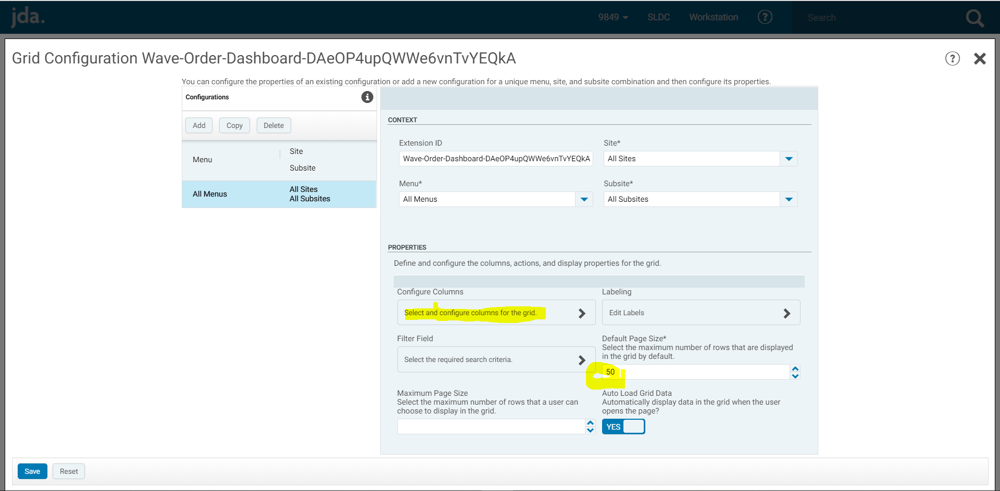 jda.
9849
SLDC
Workstation
?
Search
Grid Configuration Wave-Order-Dashboard-DAeOP4upQWWe6vnTvYEQkA
?
You can configure the properties of an existing configuration or add a new configuration for a unique menu, site, and subsite combination and then configure its properties.
Configurations
i
Add
Copy
Delete
Menu
Site
Subsite
All Menus
All Sites
All Subsites
CONTEXT
Extension ID
Site*
Wave-Order-Dashboard-DAeOP4upQWWe6vnTvYEQkA
All Sites
Menu*
Subsite*
All Menus
All Subsites
PROPERTIES
Define and configure the columns, actions, and display properties for the grid.
Configure Columns
Labeling
Select and configure columns for the grid.
Edit Labels
Filter Field
Default Page Size*
Select the maximum number of rows that are displayed
in the grid by default.
Select the required search criteria.
50
Maximum Page Size
Select the maximum number of rows that a user can
choose to display in the grid.
Auto Load Grid Data
Automatically display data in the grid when the user
opens the page?
YES
Save
Reset